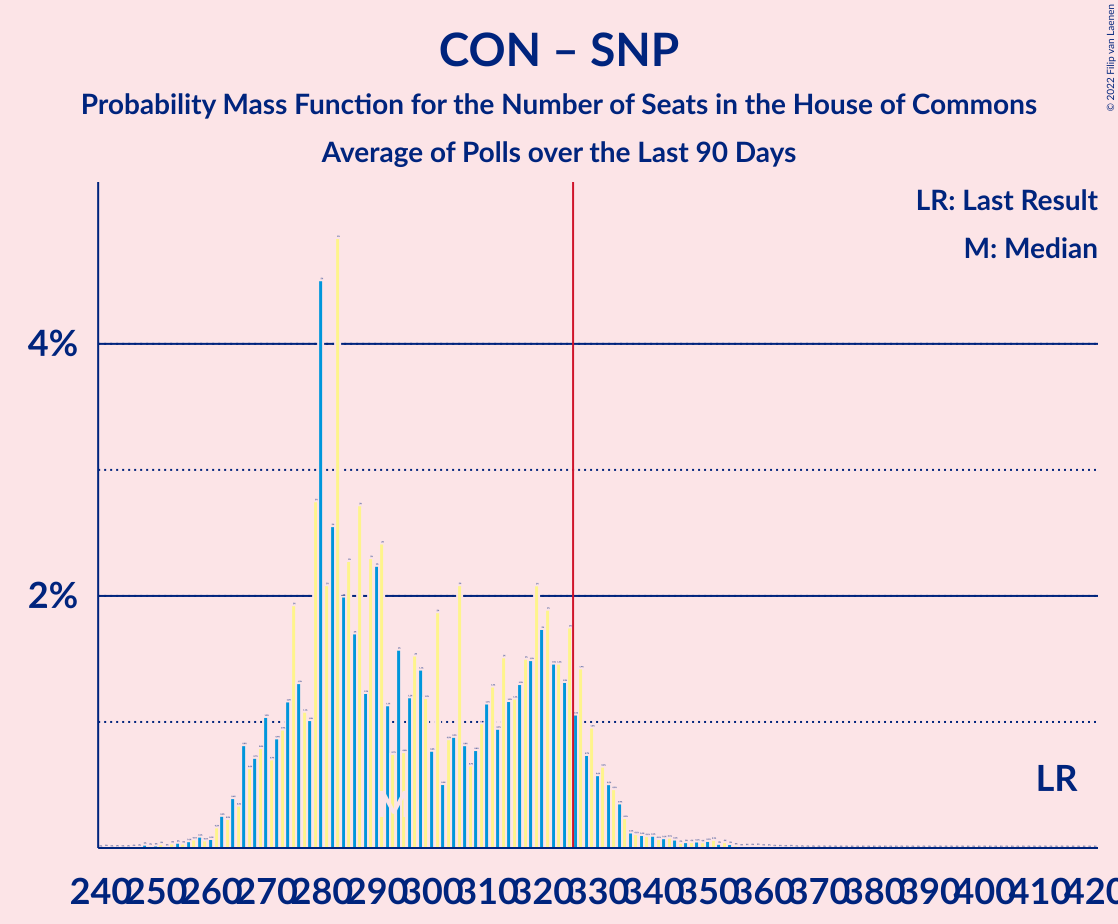 CON – SNP
Probability Mass Function for the Number of Seats in the House of Commons
Average of Polls over the Last 90 Days
© 2022 Filip van Laenen
LR: Last Result
M: Median
4%
2%
M
LR
240 250 260 270 280 290 300 310 320 330 340 350 360 370 380 390 400 410 420